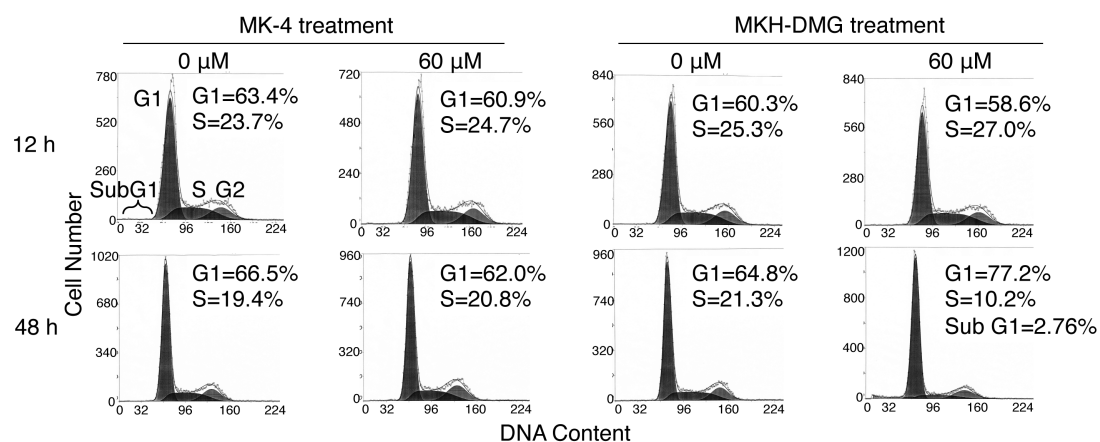 MK-4 treatment
MKH-DMG treatment
0 µM
60 µM
0 µM
60 µM
12 h
48 h
Cell Number
DNA Content
780
520
260
0
G1
G1=63.4%
S=23.7%
SubG1
S
G2
0 32 96 160 224
720
480
240
0
G1=60.9%
S=24.7%
0 32 96 160 224
840
560
280
0
G1=60.3%
S=25.3%
0 32 96 160 224
840
560
280
0
G1=58.6%
S=27.0%
0 32 96 160 224
1020
680
340
0
G1=66.5%
S=19.4%
0 32 96 160 224
960
740
320
0
G1=62.0%
S=20.8%
0 32 96 160 224
960
740
320
0
G1=64.8%
S=21.3%
0 32 96 160 224
1200
800
400
0
G1=77.2%
S=10.2%
Sub G1=2.76%
0 32 96 160 224